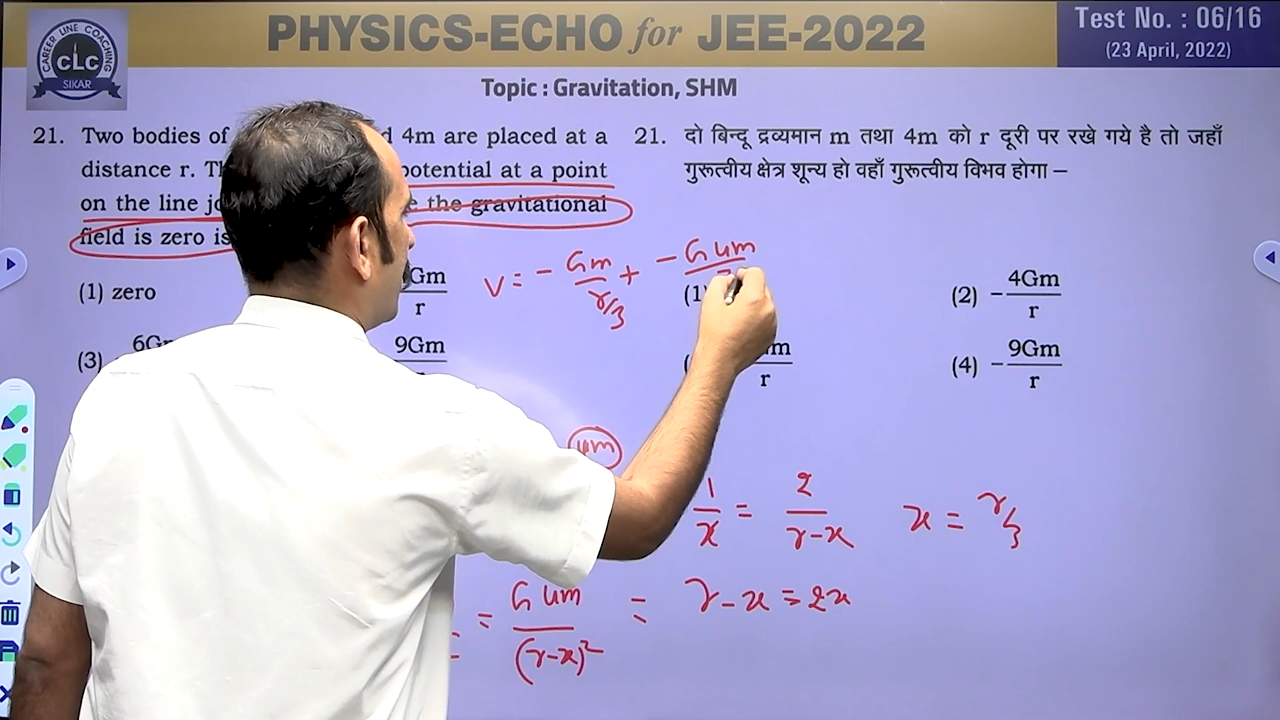 CAREER LINE COACHING
CLC
SIKAR
PHYSICS-ECHO for JEE-2022
Test No. : 06/16
(23 April, 2022)
Topic : Gravitation, SHM
21. Two bodies of 4m are placed at a
distance r. potential at a point
on the line the gravitational
field is zero is
(1) zero
Gm
r
(3) 6G
9Gm
21. दो बिन्दू द्रव्यमान m तथा 4m को r दूरी पर रखे गये है तो जहाँ
गुरूत्वीय क्षेत्र शून्य हो वहाँ गुरूत्वीय विभव होगा –
(1)
(2) - 4Gm
r
m
r
(4) - 9Gm
r
V = - Gm / r/3 + - G4m
4m
1/x = 2/r-x x = r/3
= G4m/(r-x)² = r-x = 2x